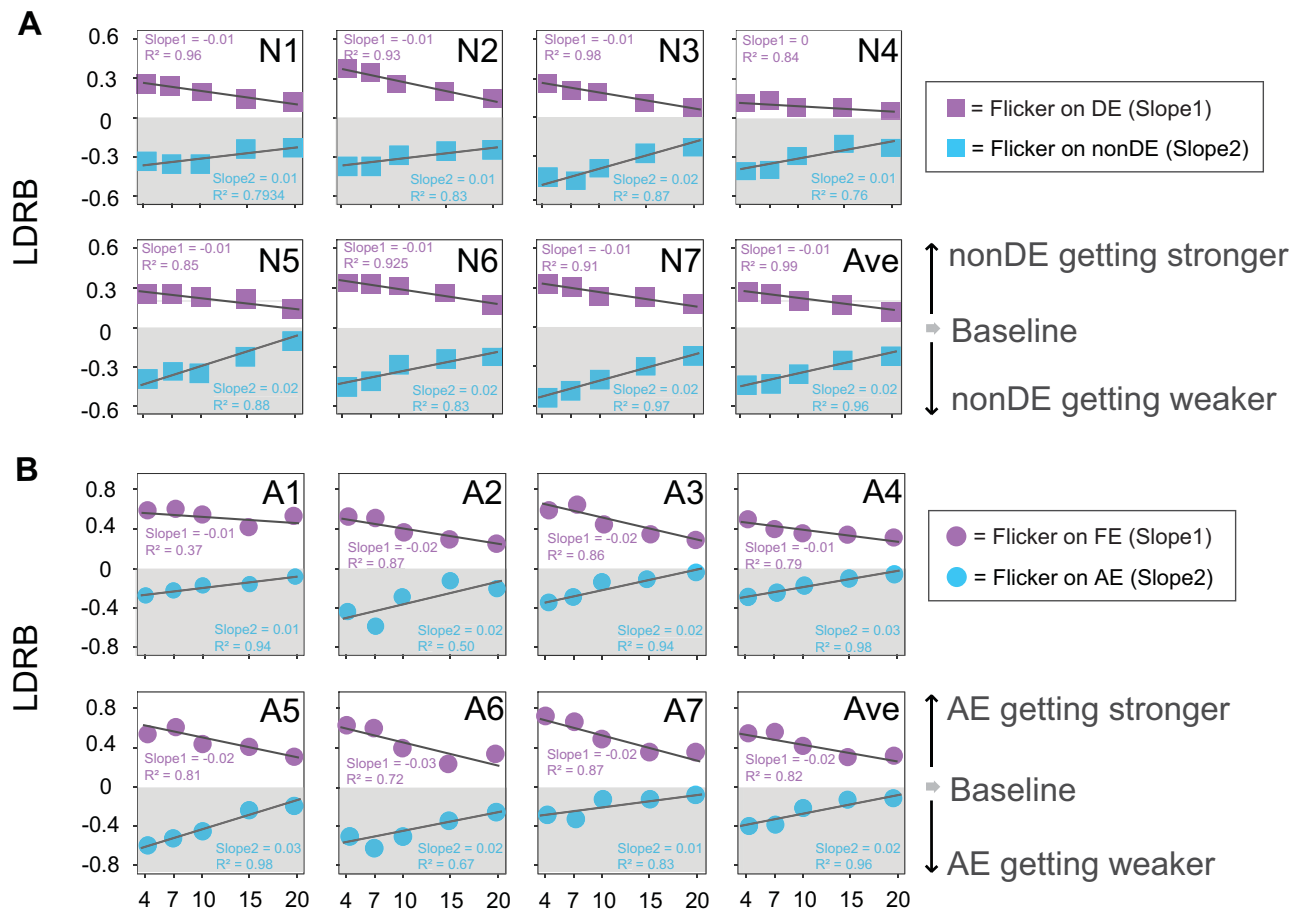 A
LDRB
0.6
0.3
0
-0.3
-0.6
N1
Slope1 = -0.01
R² = 0.96
Slope2 = 0.01
R² = 0.7934
N2
Slope1 = -0.01
R² = 0.93
Slope2 = 0.01
R² = 0.83
N3
Slope1 = -0.01
R² = 0.98
Slope2 = 0.02
R² = 0.87
N4
Slope1 = 0
R² = 0.84
Slope2 = 0.01
R² = 0.76
= Flicker on DE (Slope1)
= Flicker on nonDE (Slope2)
0.6
0.3
0
-0.3
-0.6
N5
Slope1 = -0.01
R² = 0.85
Slope2 = 0.02
R² = 0.88
N6
Slope1 = -0.01
R² = 0.925
Slope2 = 0.02
R² = 0.83
N7
Slope1 = -0.01
R² = 0.91
Slope2 = 0.02
R² = 0.97
Ave
Slope1 = -0.01
R² = 0.99
Slope2 = 0.02
R² = 0.96
nonDE getting stronger
Baseline
nonDE getting weaker
B
LDRB
0.8
0.4
0
-0.4
-0.8
A1
Slope1 = -0.01
R² = 0.37
Slope2 = 0.01
R² = 0.94
A2
Slope1 = -0.02
R² = 0.87
Slope2 = 0.02
R² = 0.50
A3
Slope1 = -0.02
R² = 0.86
Slope2 = 0.02
R² = 0.94
A4
Slope1 = -0.01
R² = 0.79
Slope2 = 0.03
R² = 0.98
= Flicker on FE (Slope1)
= Flicker on AE (Slope2)
0.8
0.4
0
-0.4
-0.8
A5
Slope1 = -0.02
R² = 0.81
Slope2 = 0.03
R² = 0.98
A6
Slope1 = -0.03
R² = 0.72
Slope2 = 0.02
R² = 0.67
A7
Slope1 = -0.02
R² = 0.87
Slope2 = 0.01
R² = 0.83
Ave
Slope1 = -0.02
R² = 0.82
Slope2 = 0.02
R² = 0.96
AE getting stronger
Baseline
AE getting weaker
4 7 10 15 20
4 7 10 15 20
4 7 10 15 20
4 7 10 15 20